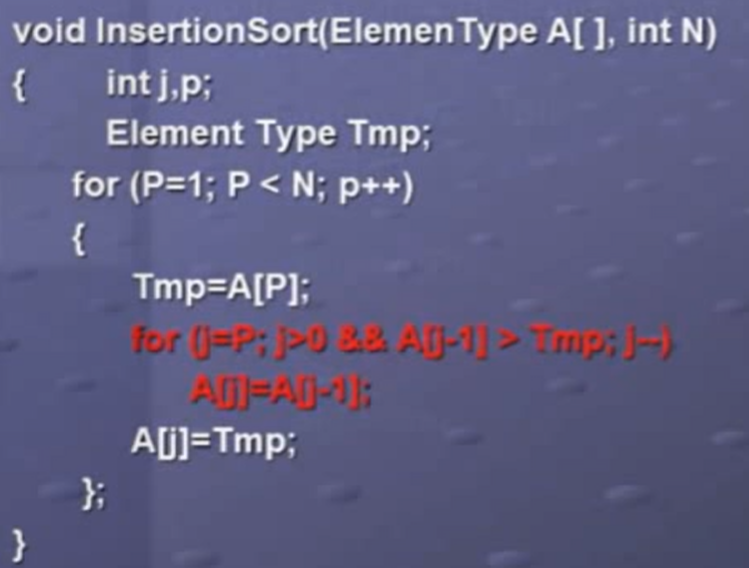 void InsertionSort(ElemenType A[ ], int N)
{ int j,p;
Element Type Tmp;
for (P=1; P < N; p++)
{
Tmp=A[P];
for (j=P; j>0 && A[j-1] > Tmp; j--)
A[j]=A[j-1];
A[j]=Tmp;
};
}